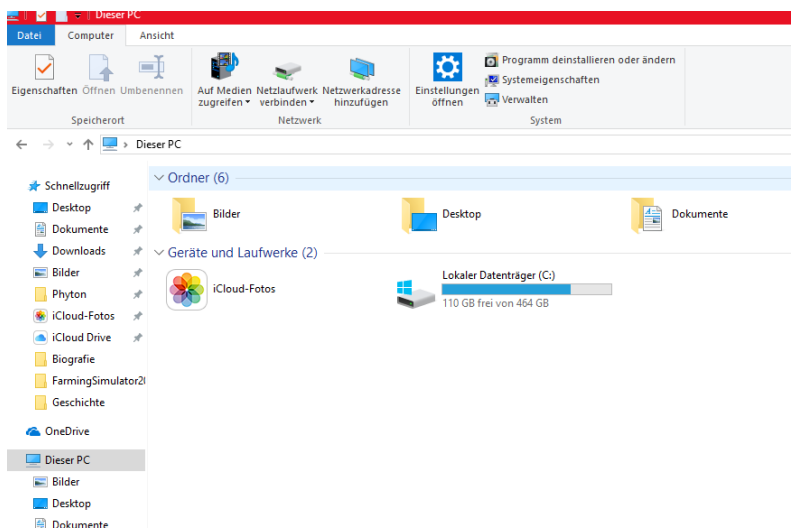 Dieser PC
Datei Computer Ansicht
Eigenschaften Öffnen Umbenennen
Speicherort
Auf Medien zugreifen
Netzlaufwerk verbinden
Netzwerkadresse hinzufügen
Netzwerk
Einstellungen öffnen
Programm deinstallieren oder ändern
Systemeigenschaften
Verwalten
System
Dieser PC
Schnellzugriff
Desktop
Dokumente
Downloads
Bilder
Phyton
iCloud-Fotos
iCloud Drive
Biografie
FarmingSimulator20
Geschichte
OneDrive
Dieser PC
Bilder
Desktop
Dokumente
Ordner (6)
Bilder
Desktop
Dokumente
Geräte und Laufwerke (2)
iCloud-Fotos
Lokaler Datenträger (C:)
110 GB frei von 464 GB